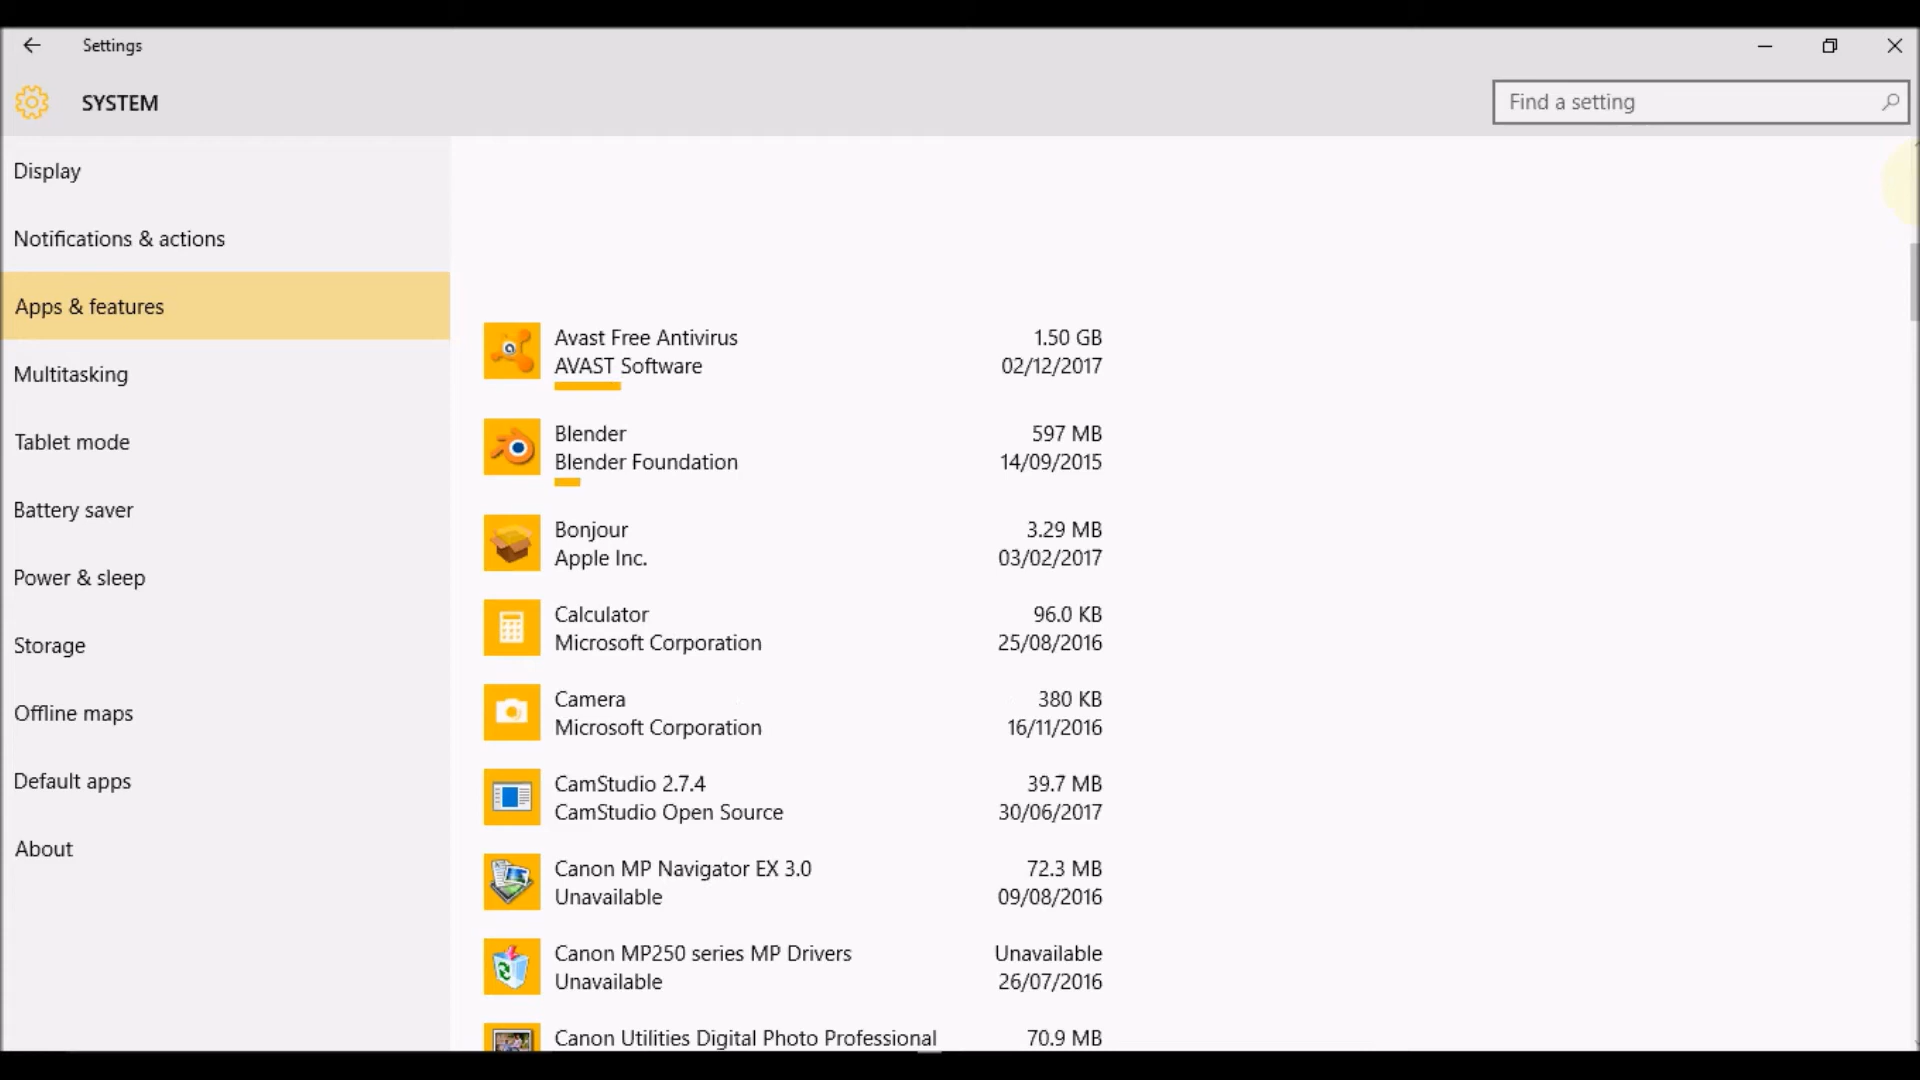 Settings
SYSTEM
Find a setting
Display
Notifications & actions
Apps & features
Multitasking
Tablet mode
Battery saver
Power & sleep
Storage
Offline maps
Default apps
About
Avast Free Antivirus 1.50 GB
AVAST Software 02/12/2017
Blender 597 MB
Blender Foundation 14/09/2015
Bonjour 3.29 MB
Apple Inc. 03/02/2017
Calculator 96.0 KB
Microsoft Corporation 25/08/2016
Camera 380 KB
Microsoft Corporation 16/11/2016
CamStudio 2.7.4 39.7 MB
CamStudio Open Source 30/06/2017
Canon MP Navigator EX 3.0 72.3 MB
Unavailable 09/08/2016
Canon MP250 series MP Drivers Unavailable
Unavailable 26/07/2016
Canon Utilities Digital Photo Professional 70.9 MB